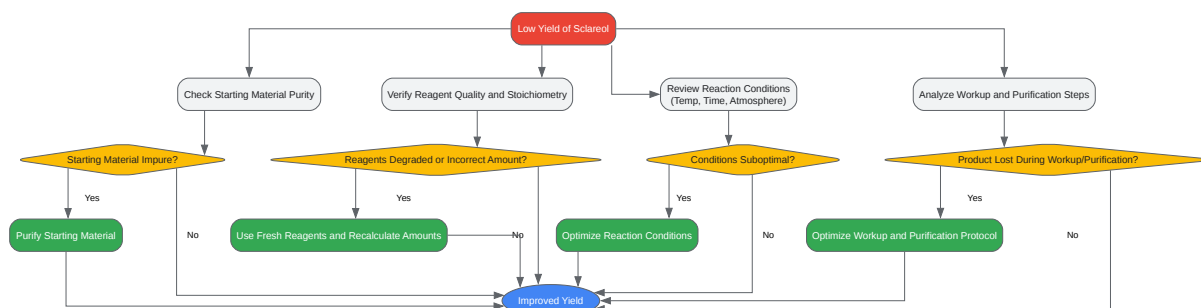 Low Yield of Sclareol
Check Starting Material Purity
Verify Reagent Quality and Stoichiometry
Review Reaction Conditions
(Temp, Time, Atmosphere)
Analyze Workup and Purification Steps
Starting Material Impure?
Reagents Degraded or Incorrect Amount?
Conditions Suboptimal?
Product Lost During Workup/Purification?
Yes
Yes
Yes
Yes
Purify Starting Material
No
Use Fresh Reagents and Recalculate Amounts
No
Optimize Reaction Conditions
No
Optimize Workup and Purification Protocol
No
Improved Yield